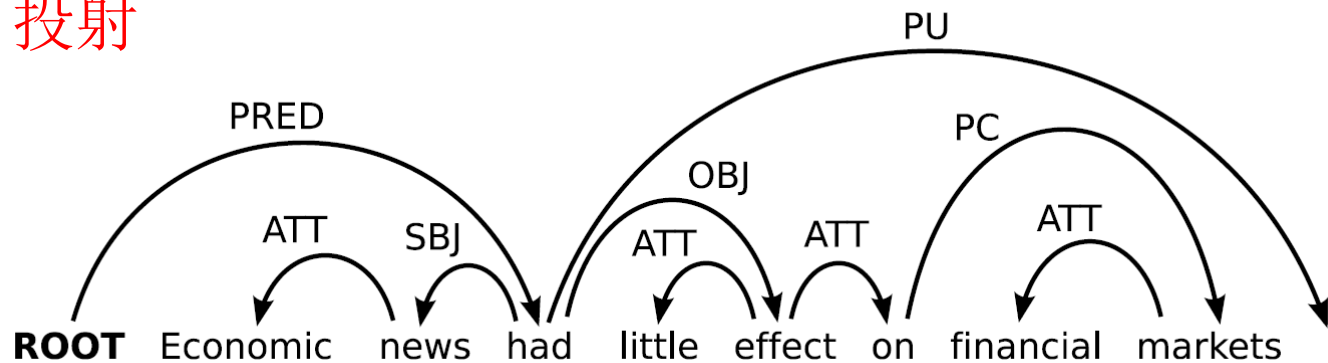 投射
PU
PRED
PC
OBJ
ATT
SBJ
ATT
ATT
ATT
ROOT Economic news had little effect on financial markets